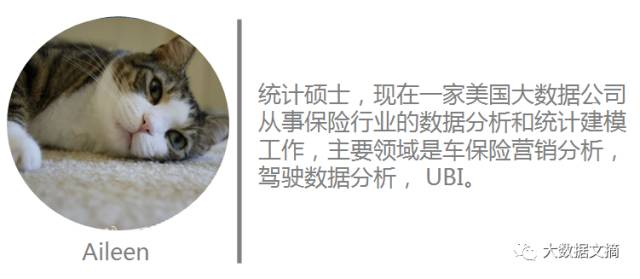 统计硕士，现在一家美国大数据公司
从事保险行业的数据分析和统计建模
工作，主要领域是车保险营销分析，
驾驶数据分析， UBI。
Aileen
大数据文摘